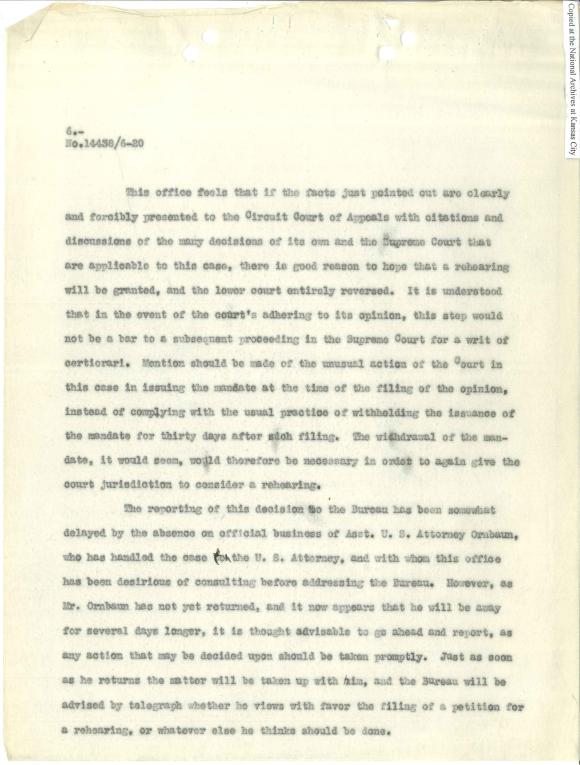 Copied at the National Archives at Kansas City
6.-
No.14438/6-20
This office feels that if the facts just pointed out are clearly
and forcibly presented to the Circuit Court of Appeals with citations and
discussions of the many decisions of its own and the Supreme Court that
are applicable to this case, there is good reason to hope that a rehearing
will be granted, and the lower court entirely reversed. It is understood
that in the event of the court's adhering to its opinion, this step would
not be a bar to a subsequent proceeding in the Supreme Court for a writ of
certiorari. Mention should be made of the unusual action of the Court in
this case in issuing the mandate at the time of the filing of the opinion,
instead of complying with the usual practice of withholding the issuance of
the mandate for thirty days after such filing. The withdrawal of the man-
date, it would seem, would therefore be necessary in order to again give the
court jurisdiction to consider a rehearing.
The reporting of this decision to the Bureau has been somewhat
delayed by the absence on official business of Asst. U. S. Attorney Ornbaun,
who has handled the case for the U. S. Attorney, and with whom this office
has been desirious of consulting before addressing the Bureau. However, as
Mr. Ornbaun has not yet returned, and it now appears that he will be away
for several days longer, it is thought advisable to go ahead and report, as
any action that may be decided upon should be taken promptly. Just as soon
as he returns the matter will be taken up with him, and the Bureau will be
advised by telegraph whether he views with favor the filing of a petition for
a rehearing, or whatever else he thinks should be done.